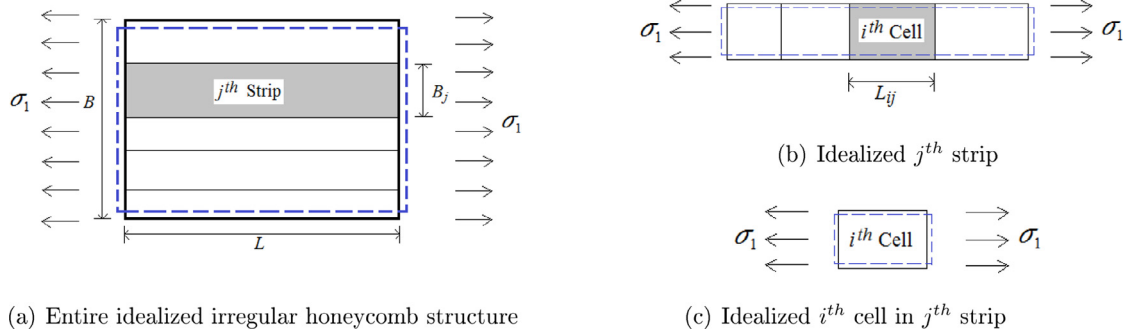 σ₁
B
jᵗʰ Strip
Bⱼ
σ₁
L
(a) Entire idealized irregular honeycomb structure
σ₁
iᵗʰ Cell
σ₁
Lᵢⱼ
(b) Idealized jᵗʰ strip
σ₁
iᵗʰ Cell
σ₁
(c) Idealized iᵗʰ cell in jᵗʰ strip